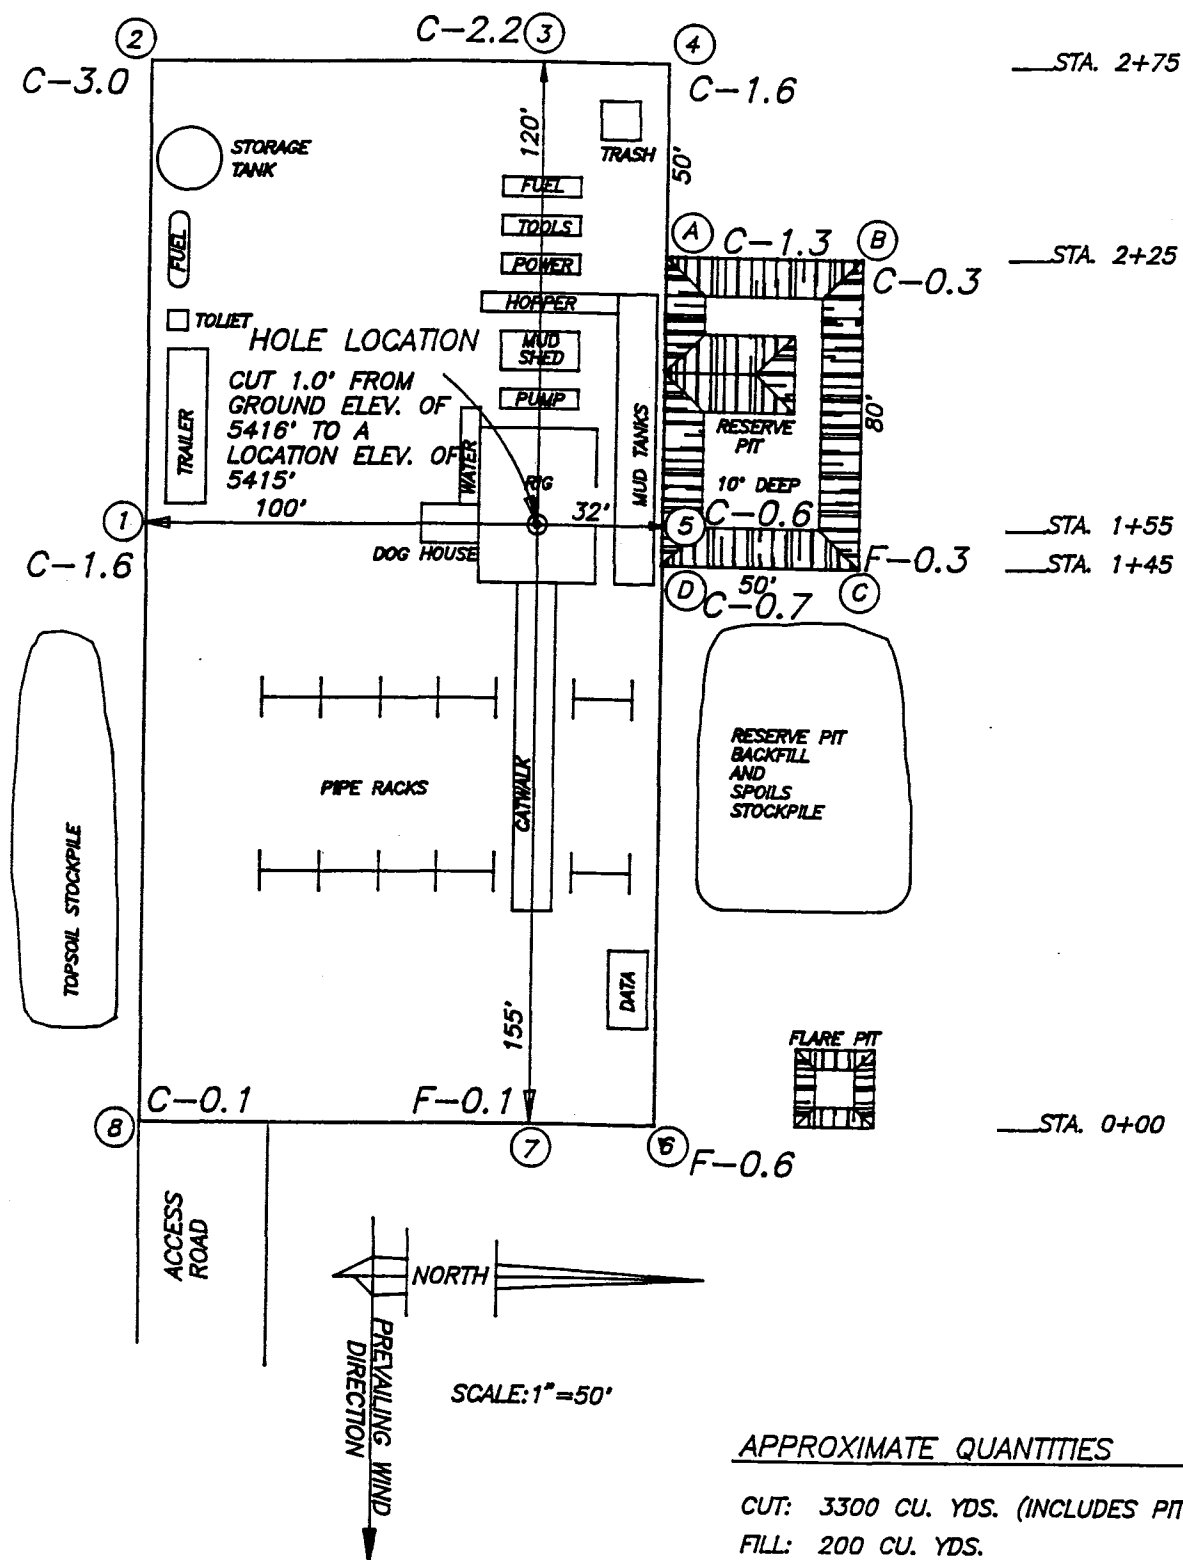 2
C-2.2
3
4
STA. 2+75
C-3.0
C-1.6
STORAGE
TANK
120'
TRASH
50'
FUEL
FUEL
TOOLS
POWER
HOPPER
A
C-1.3
B
STA. 2+25
C-0.3
TOLIET
HOLE LOCATION
MUD
SHED
CUT 1.0' FROM
GROUND ELEV. OF
5416' TO A
LOCATION ELEV. OF
5415'
PUMP
TRAILER
WATER
MUD TANKS
RESERVE
PIT
80'
10' DEEP
RIG
1
100'
32'
5
C-0.6
STA. 1+55
DOG HOUSE
C-1.6
F-0.3
STA. 1+45
D
50'
C
C-0.7
RESERVE PIT
BACKFILL
AND
SPOILS
STOCKPILE
PIPE RACKS
CATWALK
TOPSOIL STOCKPILE
DATA
155'
FLARE PIT
C-0.1
F-0.1
STA. 0+00
8
7
6
F-0.6
ACCESS
ROAD
NORTH
PREVAILING WIND
DIRECTION
SCALE: 1"=50'
APPROXIMATE QUANTITIES
CUT: 3300 CU. YDS. (INCLUDES PIT
FILL: 200 CU. YDS.